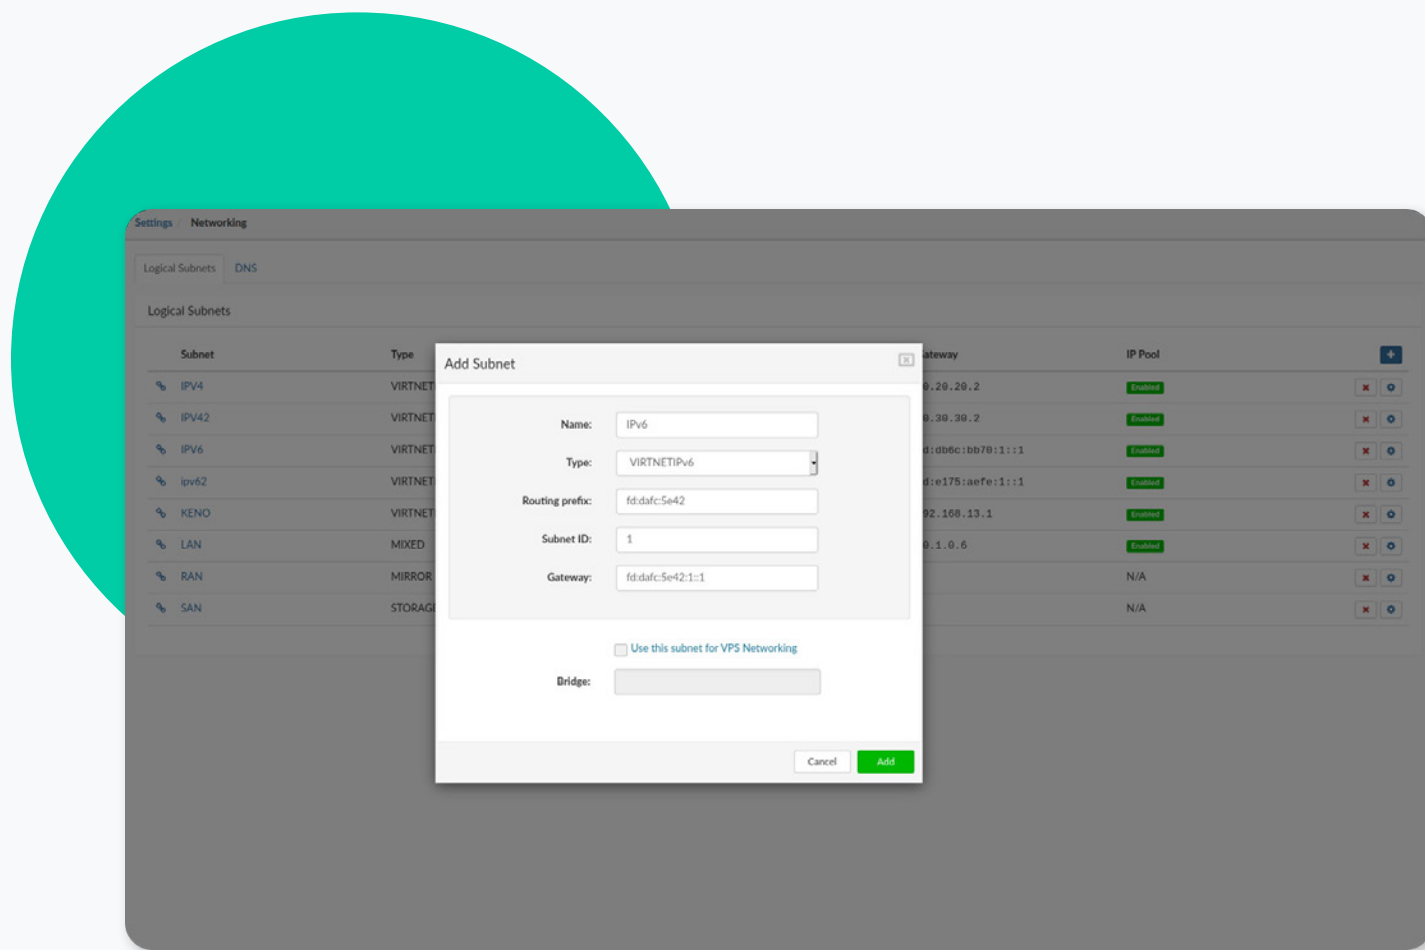 Settings / Networking
Logical Subnets DNS
Logical Subnets
Subnet Type ateway IP Pool
IPV4 VIRTNET 0.20.20.2 Enabled
IPV42 VIRTNET 0.30.30.2 Enabled
IPV6 VIRTNET d:db6c:bb70:1::1 Enabled
ipv62 VIRTNET d:e175:aefe:1::1 Enabled
KENO VIRTNET 92.168.13.1 Enabled
LAN MIXED 0.1.0.6 Enabled
RAN MIRROR N/A
SAN STORAG N/A
Add Subnet
Name: IPv6
Type: VIRTNETIPv6
Routing prefix: fd:dafc:5e42
Subnet ID: 1
Gateway: fd:dafc:5e42:1::1
Use this subnet for VPS Networking
Bridge:
Cancel Add